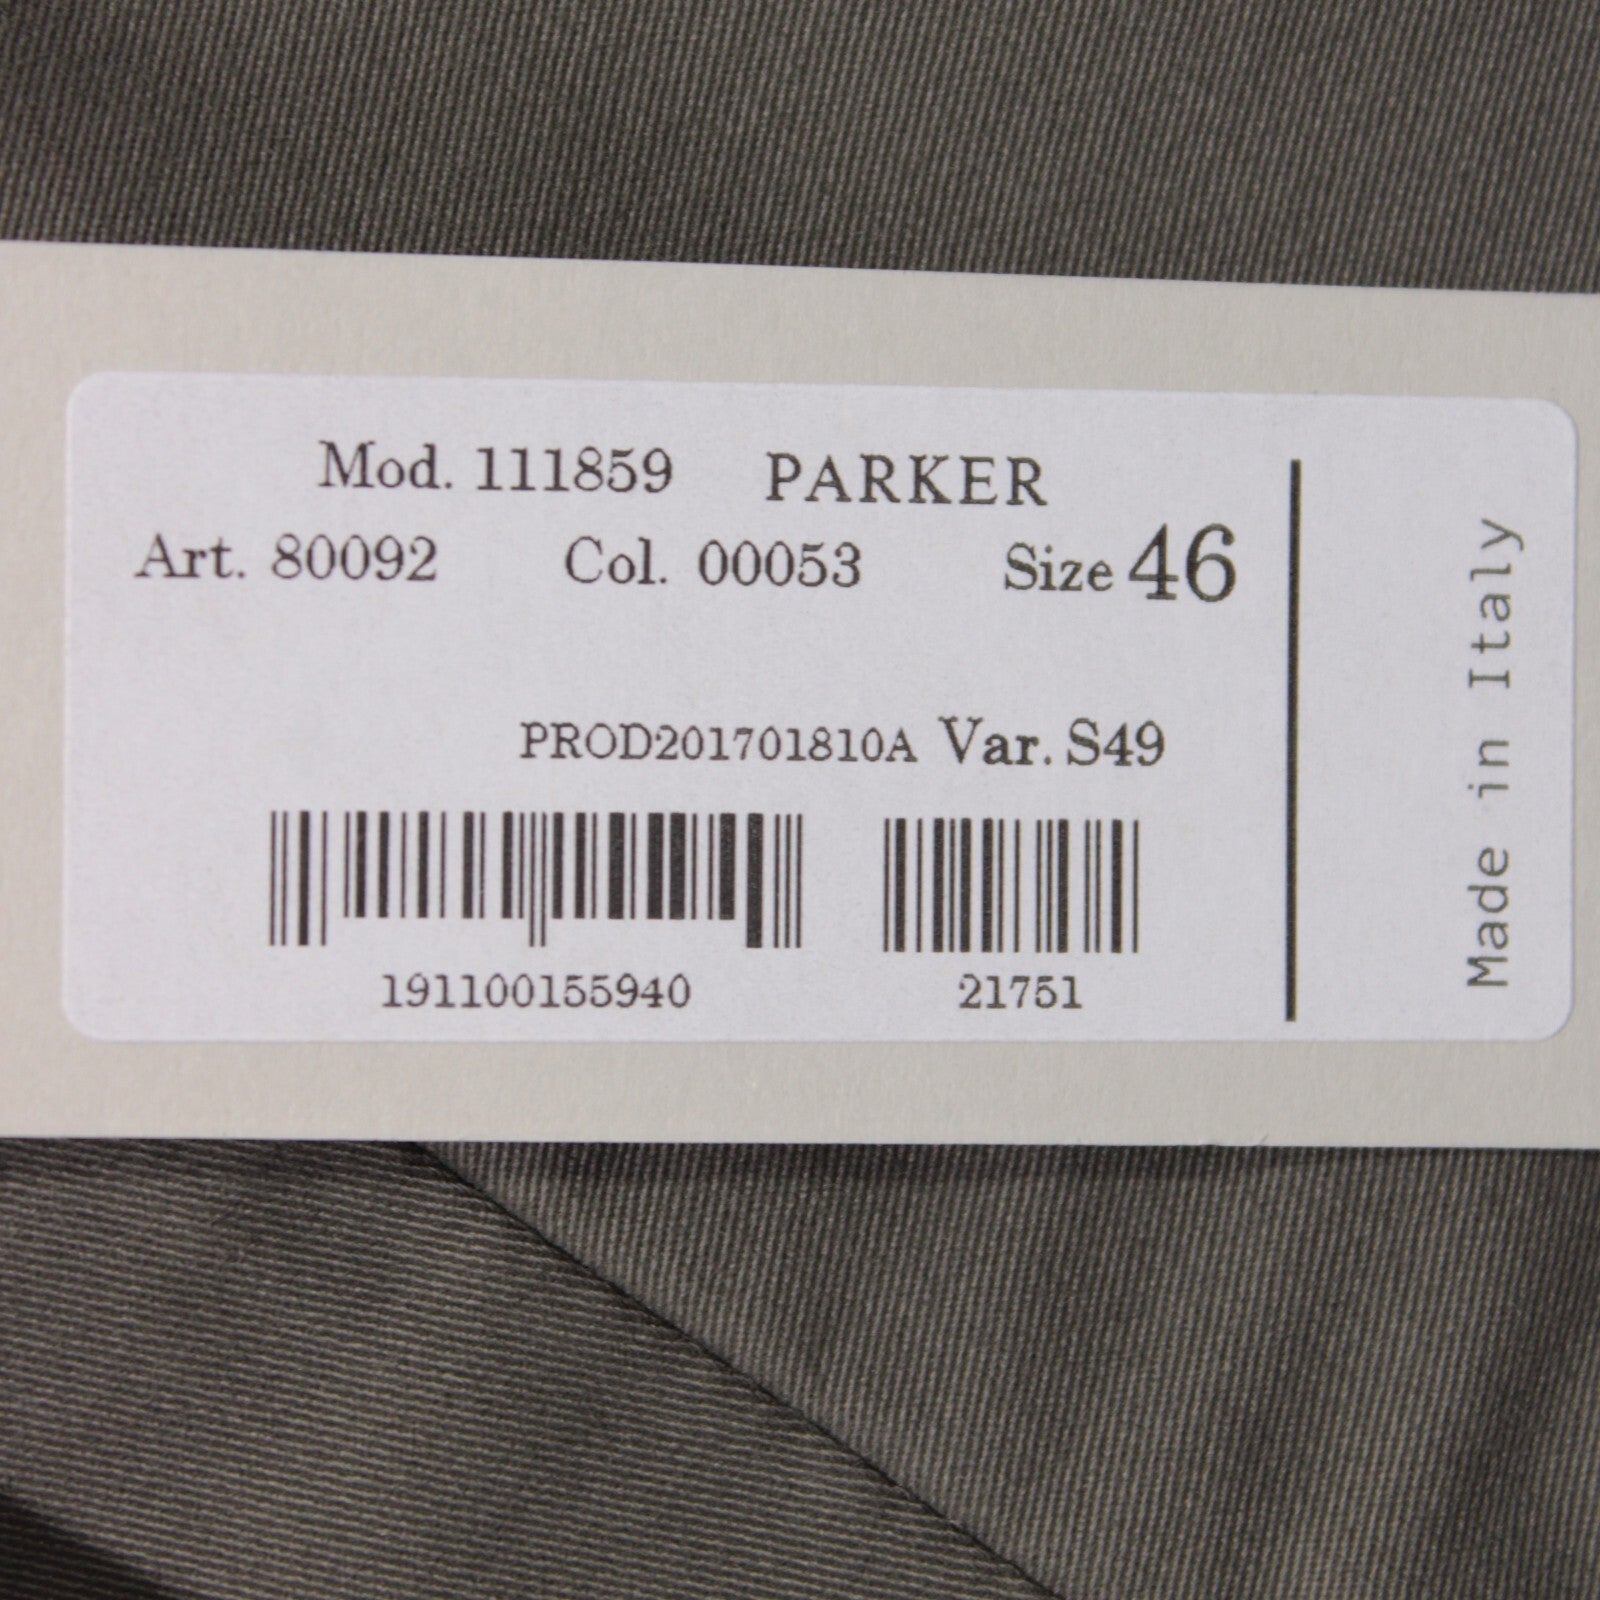 Mod. 111859 PARKER
Art. 80092 Col. 00053 Size 46
PROD201701810A Var. S49
191100155940 21751
Made in Italy